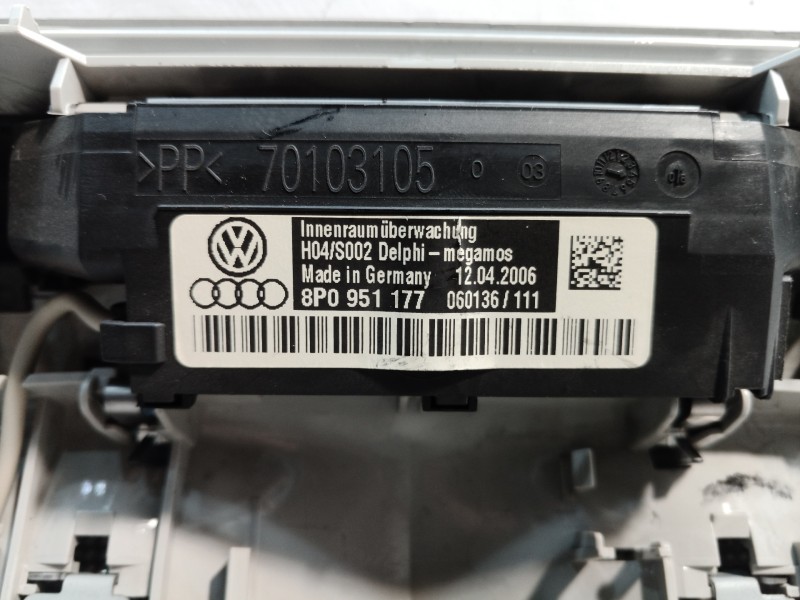 >PP< 70103105 0 03
Innenraumüberwachung
H04/S002 Delphi-megamos
Made in Germany 12.04.2006
8P0 951 177 060136/111